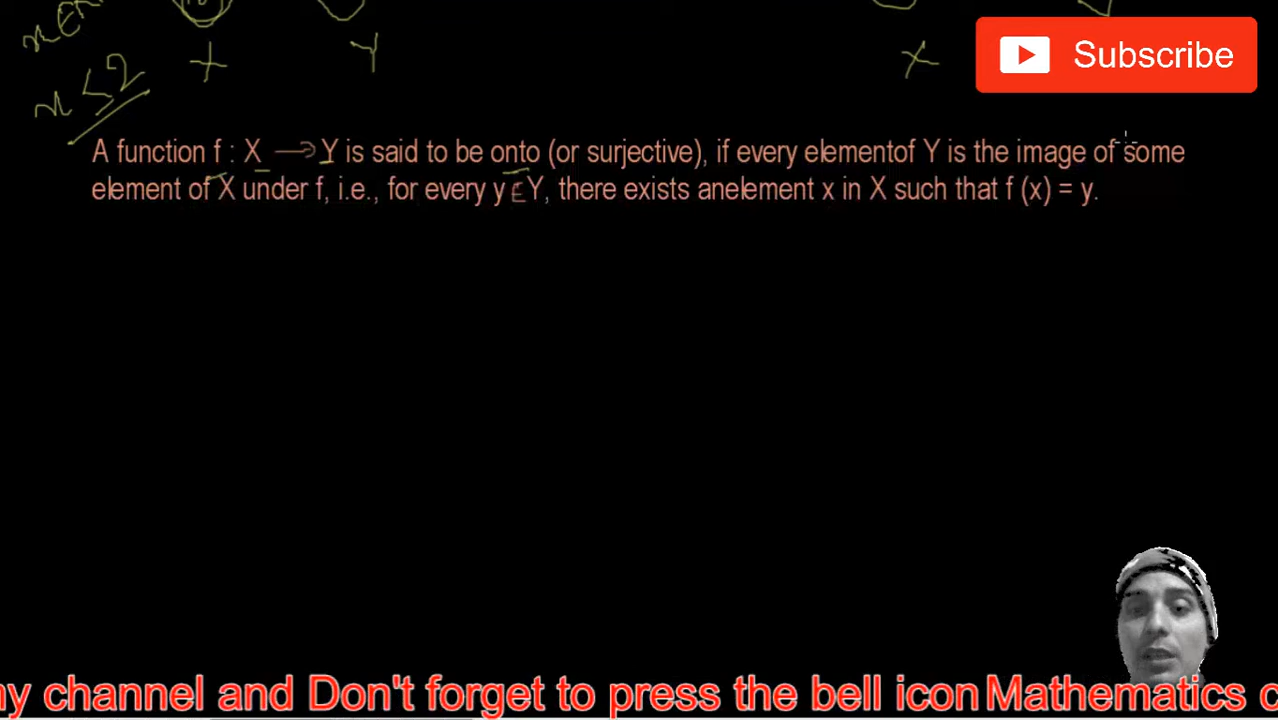 x ≤ 2
X Y X
Subscribe
A function f : X → Y is said to be onto (or surjective), if every elementof Y is the image of some
element of X under f, i.e., for every y ∈ Y, there exists anelement x in X such that f (x) = y.
ny channel and Don't forget to press the bell icon Mathematics c